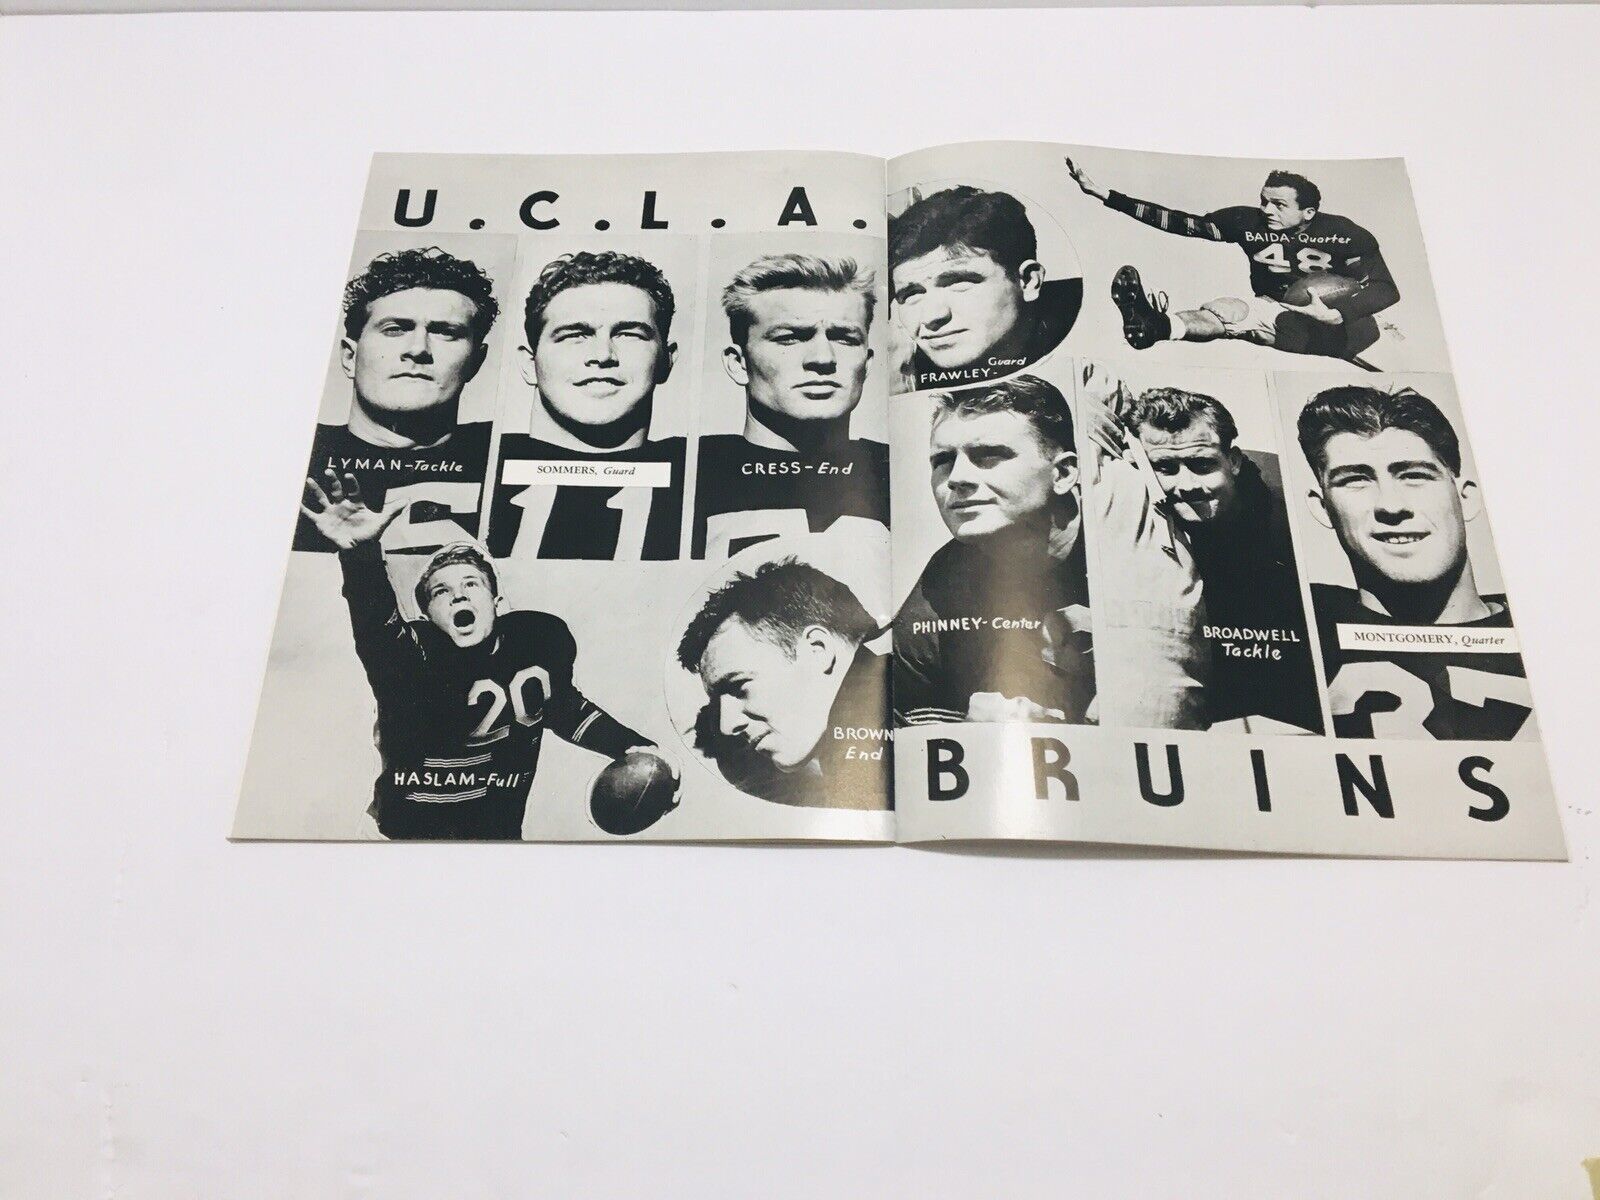 U.C.L.A.
LYMAN-Tackle
SOMMERS, Guard
CRESS-End
11
HASLAM-Full
20
BROWN
End
Guard
FRAWLEY-
BAIDA-Quarter
48
PHINNEY-Center
BROADWELL
Tackle
MONTGOMERY, Quarter
BRUINS